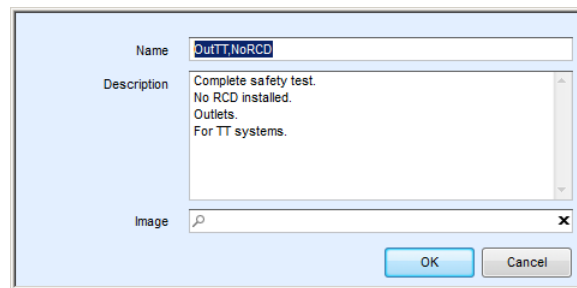 Name
OutTT,NoRCD
Description
Complete safety test.
No RCD installed.
Outlets.
For TT systems.
Image
OK
Cancel